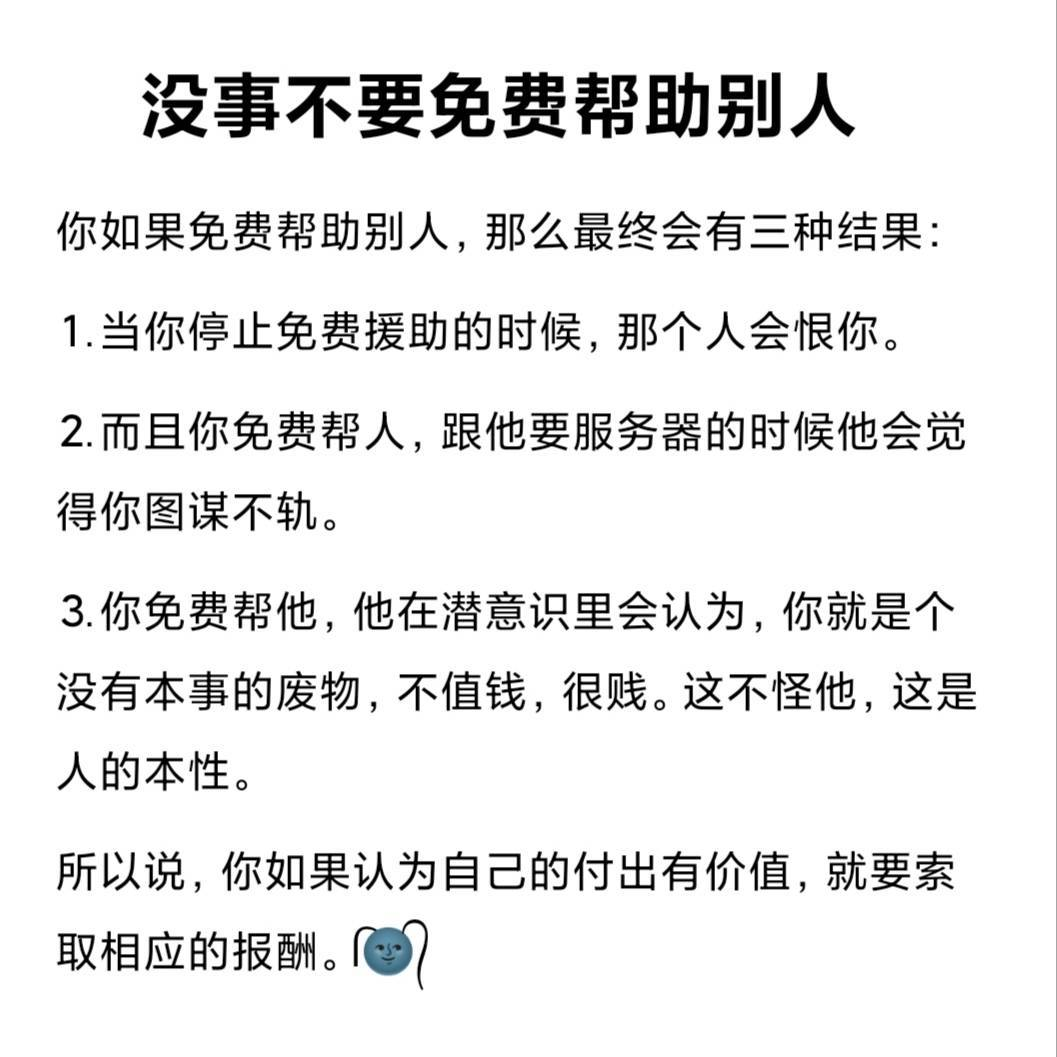 没事不要免费帮助别人
你如果免费帮助别人，那么最终会有三种结果：
1.当你停止免费援助的时候，那个人会恨你。
2.而且你免费帮人，跟他要服务器的时候他会觉
得你图谋不轨。
3.你免费帮他，他在潜意识里会认为，你就是个
没有本事的废物，不值钱，很贱。这不怪他，这是
人的本性。
所以说，你如果认为自己的付出有价值，就要索
取相应的报酬。